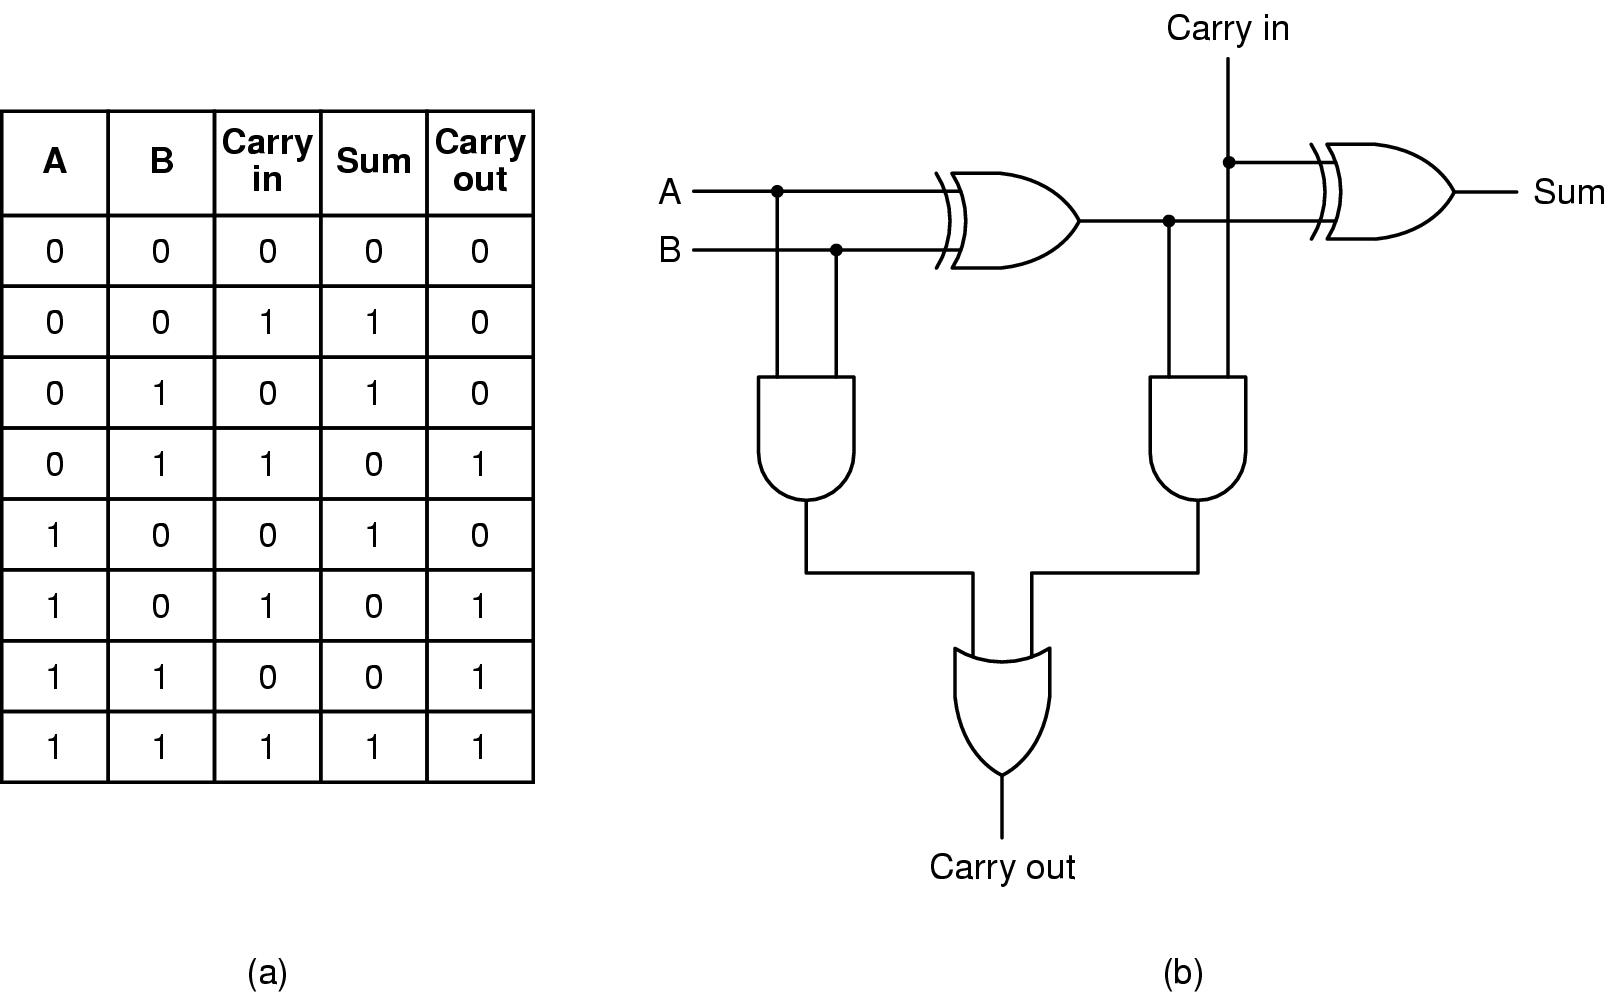 A B Carry in Sum Carry out
0 0 0 0 0
0 0 1 1 0
0 1 0 1 0
0 1 1 0 1
1 0 0 1 0
1 0 1 0 1
1 1 0 0 1
1 1 1 1 1
(a)
Carry in
A
B
Sum
Carry out
(b)